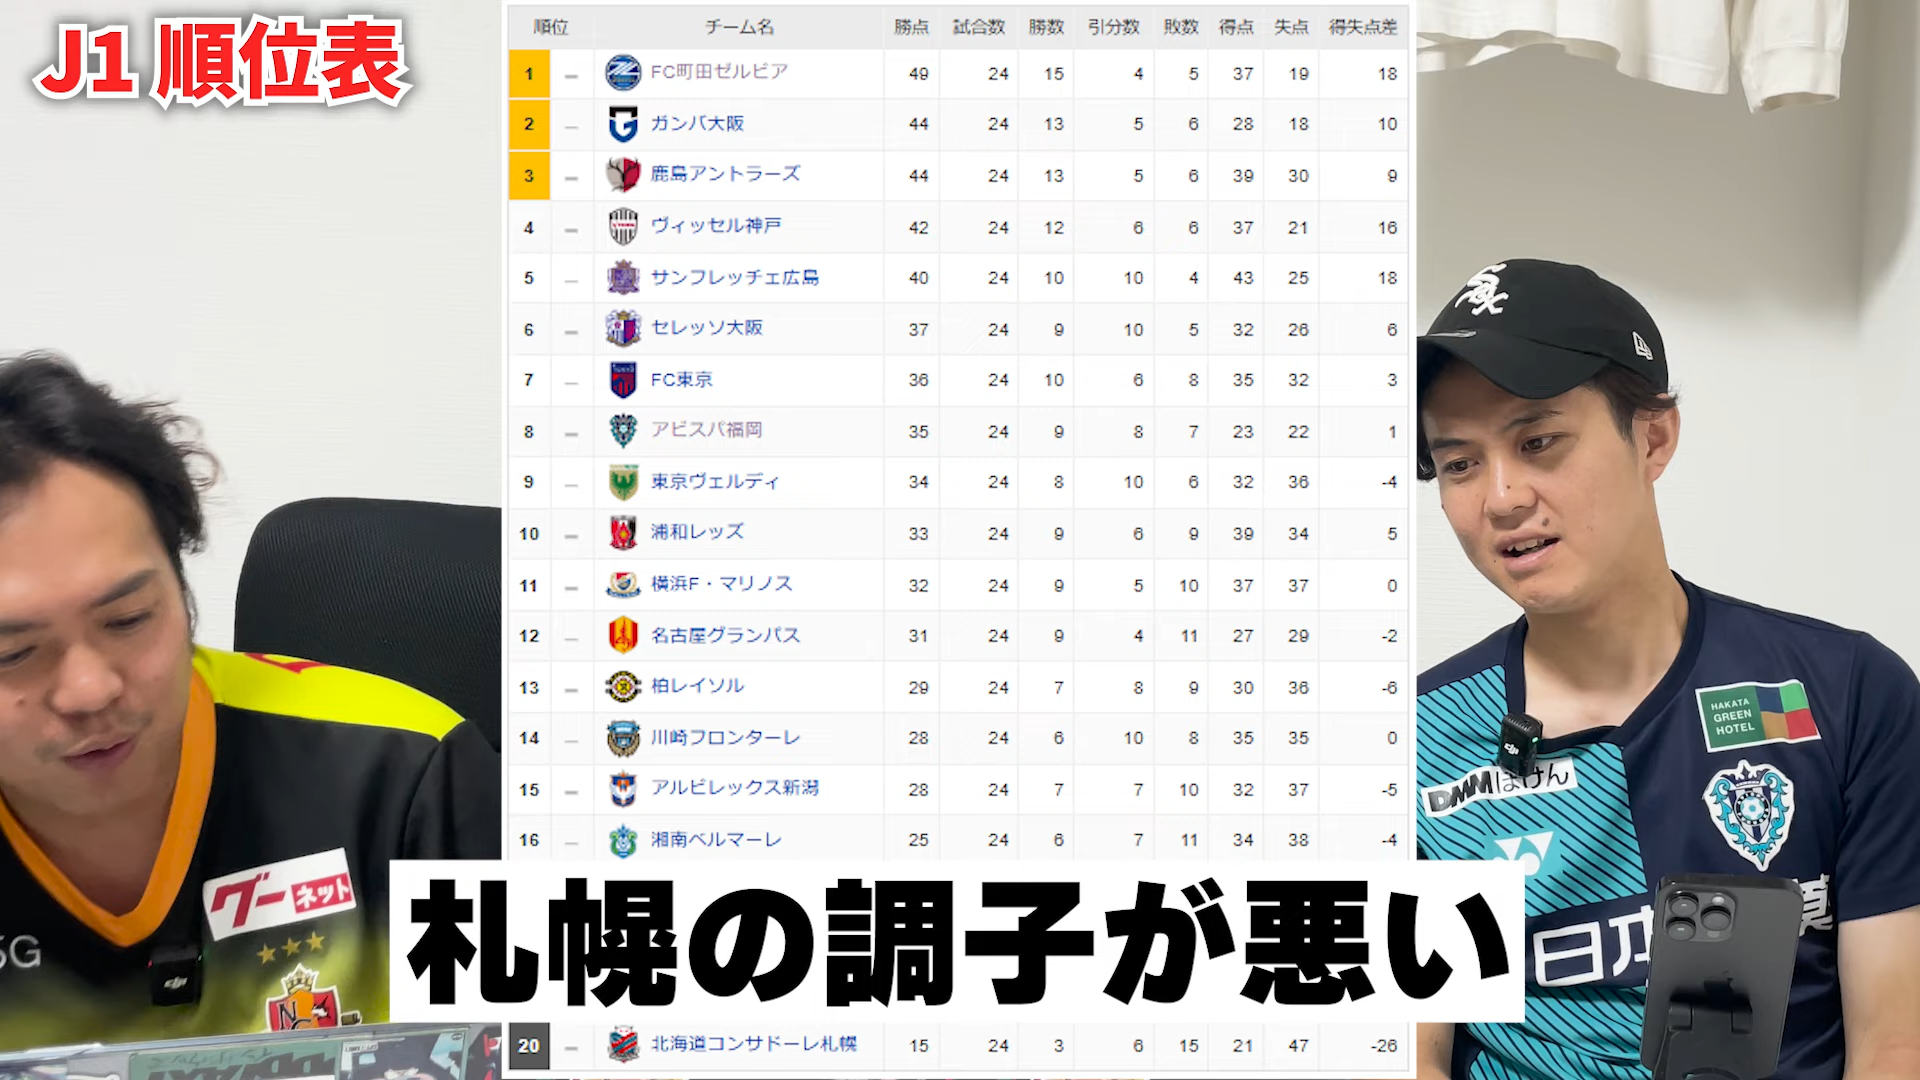 J1 順位表
順位 チーム名 勝点 試合数 勝数 引分数 敗数 得点 失点 得失点差
1 FC町田ゼルビア 49 24 15 4 5 37 19 18
2 ガンバ大阪 44 24 13 5 6 28 18 10
3 鹿島アントラーズ 44 24 13 5 6 39 30 9
4 ヴィッセル神戸 42 24 12 6 6 37 21 16
5 サンフレッチェ広島 40 24 10 10 4 43 25 18
6 セレッソ大阪 37 24 9 10 5 32 26 6
7 FC東京 36 24 10 6 8 35 32 3
8 アビスパ福岡 35 24 9 8 7 23 22 1
9 東京ヴェルディ 34 24 8 10 6 32 36 -4
10 浦和レッズ 33 24 9 6 9 39 34 5
11 横浜F・マリノス 32 24 9 5 10 37 37 0
12 名古屋グランパス 31 24 9 4 11 27 29 -2
13 柏レイソル 29 24 7 8 9 30 36 -6
14 川崎フロンターレ 28 24 6 10 8 35 35 0
15 アルビレックス新潟 28 24 7 7 10 32 37 -5
16 湘南ベルマーレ 25 24 6 7 11 34 38 -4
札幌の調子が悪い
20 北海道コンサドーレ札幌 15 24 3 6 15 21 47 -26
グーネット
5G
dji
HAKATA
GREEN
HOTEL
dji
DMMほけん
日本